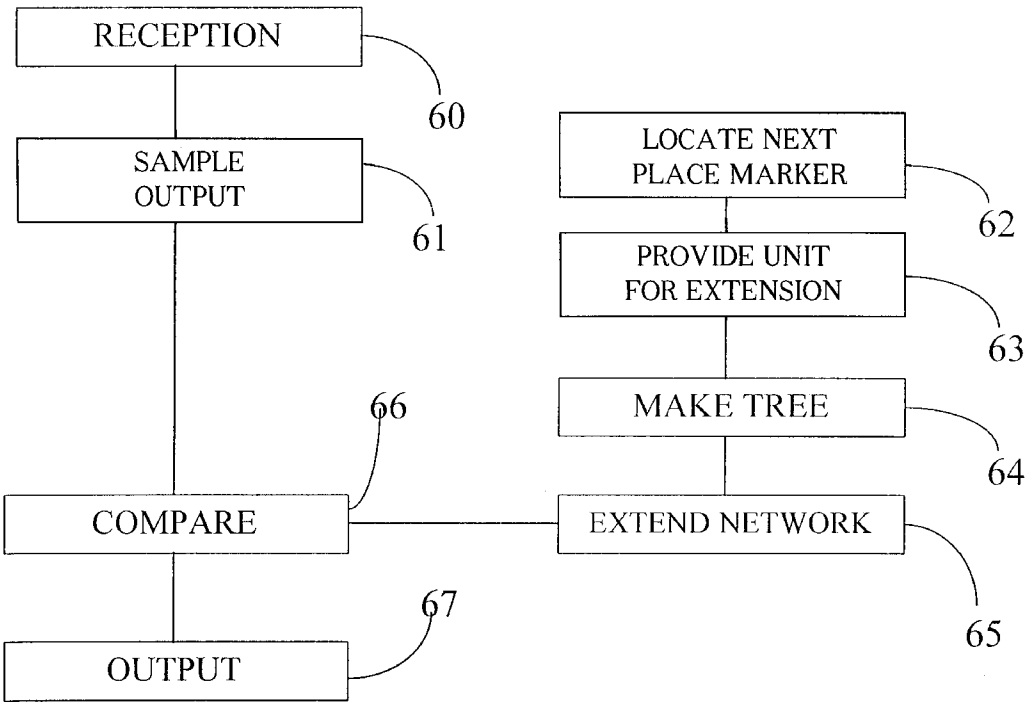 RECEPTION
60
SAMPLE
OUTPUT
61
LOCATE NEXT
PLACE MARKER
62
PROVIDE UNIT
FOR EXTENSION
63
MAKE TREE
64
66
COMPARE
EXTEND NETWORK
65
67
OUTPUT